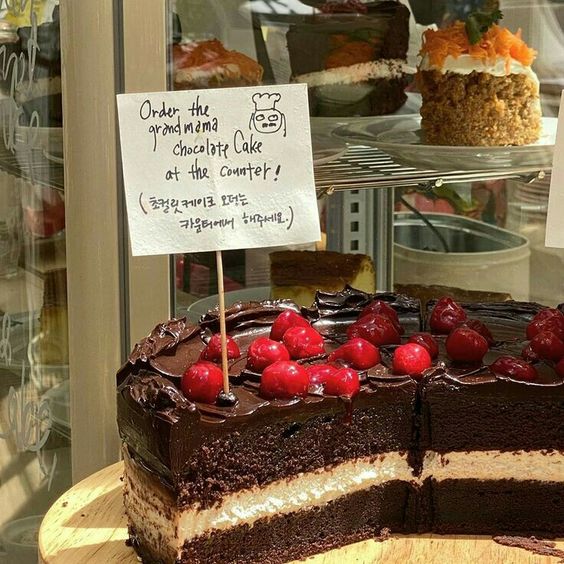 Order the
grandmama
chocolate Cake
at the counter!
(초컬릿 케이크 오더는
카운터에서 해주세요.)